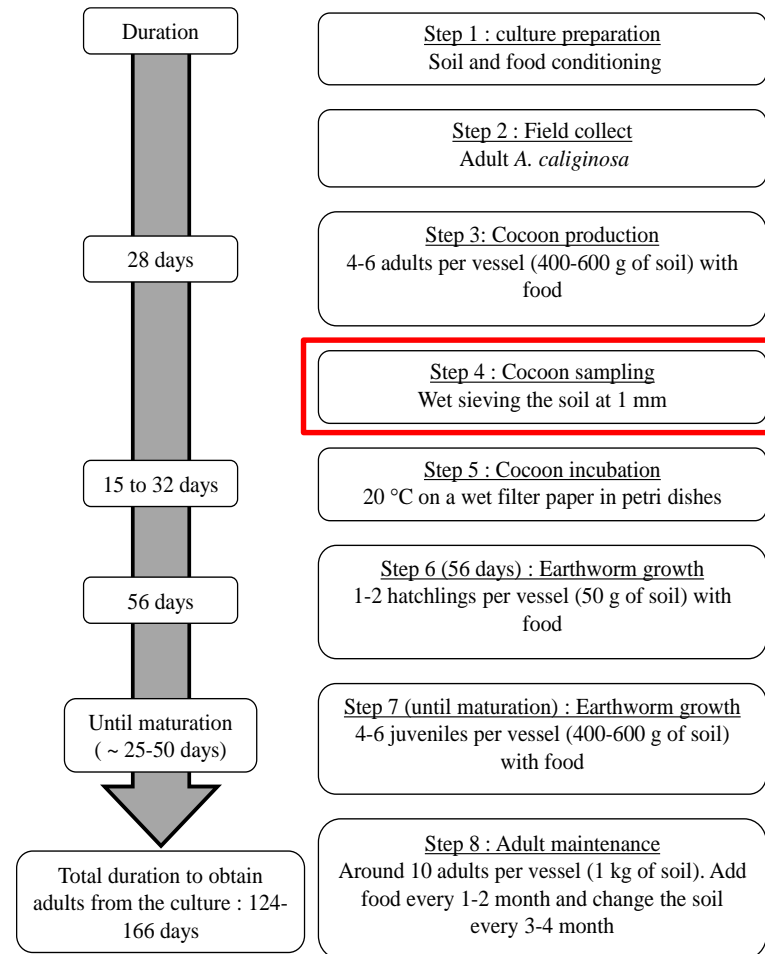 Duration
Step 1 : culture preparation
Soil and food conditioning
Step 2 : Field collect
Adult A. caliginosa
28 days
Step 3: Cocoon production
4-6 adults per vessel (400-600 g of soil) with
food
Step 4 : Cocoon sampling
Wet sieving the soil at 1 mm
15 to 32 days
Step 5 : Cocoon incubation
20 °C on a wet filter paper in petri dishes
56 days
Step 6 (56 days) : Earthworm growth
1-2 hatchlings per vessel (50 g of soil) with
food
Until maturation
( ~ 25-50 days)
Step 7 (until maturation) : Earthworm growth
4-6 juveniles per vessel (400-600 g of soil)
with food
Total duration to obtain
adults from the culture : 124-
166 days
Step 8 : Adult maintenance
Around 10 adults per vessel (1 kg of soil). Add
food every 1-2 month and change the soil
every 3-4 month